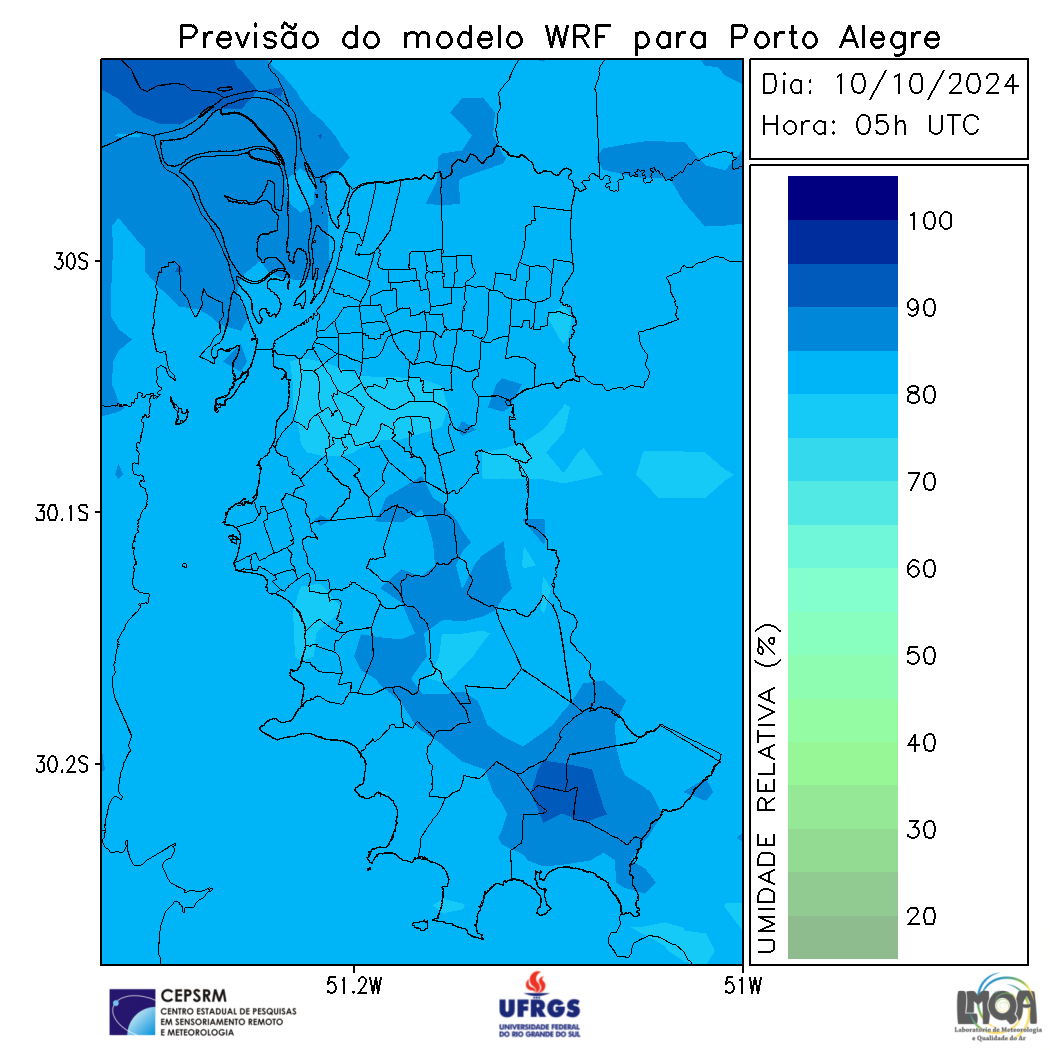 Previsão do modelo WRF para Porto Alegre
Dia: 10/10/2024
Hora: 05h UTC
100
90
80
70
60
50
40
30
20
UMIDADE RELATIVA (%)
30S
30.1S
30.2S
51.2W
51W
CEPSRM
CENTRO ESTADUAL DE PESQUISAS
EM SENSORIAMENTO REMOTO
E METEOROLOGIA
UFRGS
UNIVERSIDADE FEDERAL
DO RIO GRANDE DO SUL
LMQA
Laboratório de Meteorologia
e Qualidade do Ar